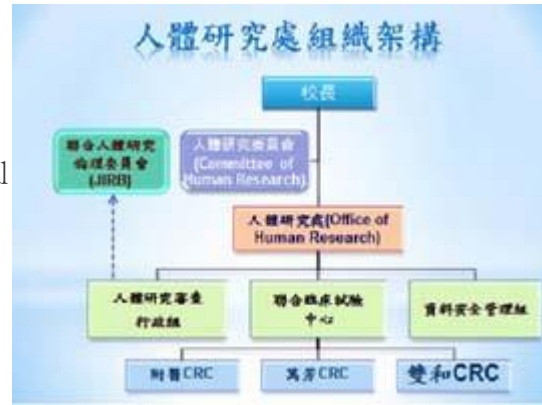 人體研究處組織架構
校長
聯合人體研究
倫理委員會
(JIRB)
人體研究委員會
(Committee of
Human Research)
l
人體研究處(Office of
Human Research)
人體研究審查
行政組
聯合臨床試驗
中心
資料安全管理組
附醫CRC
萬芳CRC
雙和CRC